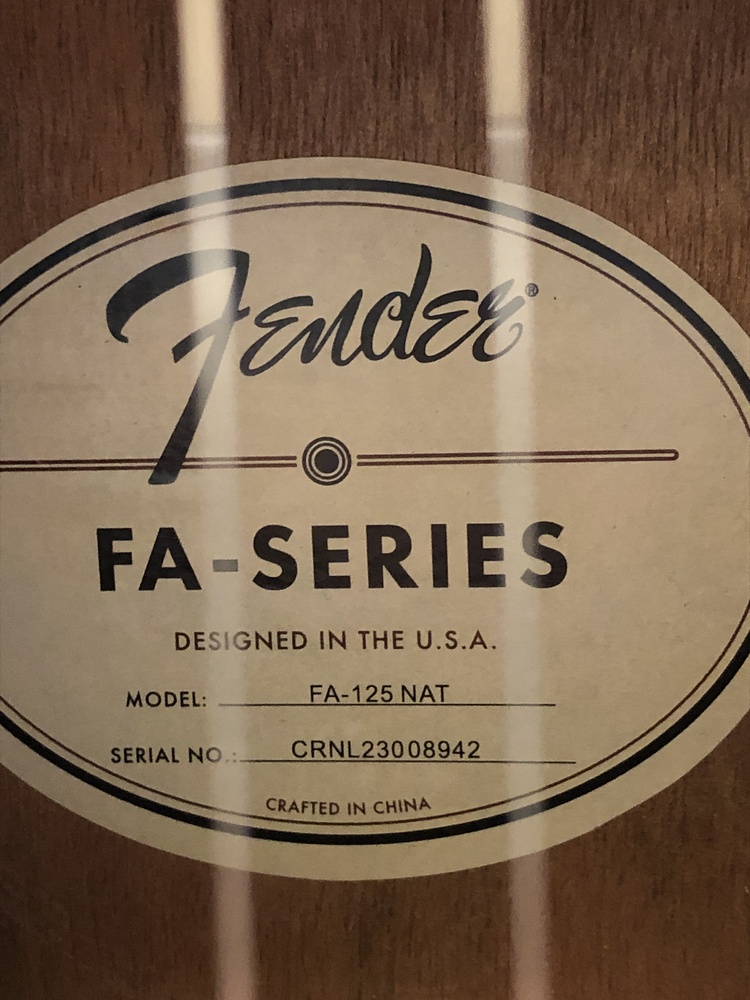 Fender®
FA-SERIES
DESIGNED IN THE U.S.A.
MODEL: FA-125 NAT
SERIAL NO.: CRNL23008942
CRAFTED IN CHINA